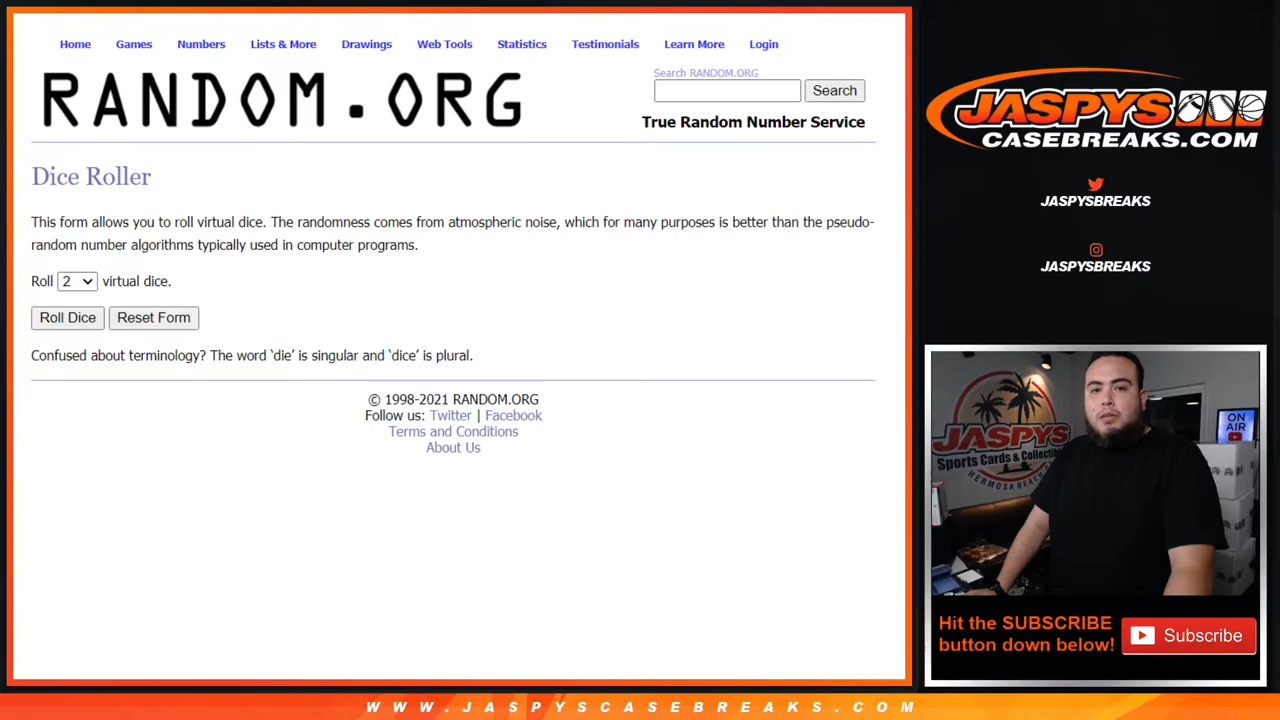 Home Games Numbers Lists & More Drawings Web Tools Statistics Testimonials Learn More Login
RANDOM.ORG
Search RANDOM.ORG
Search
True Random Number Service
Dice Roller
This form allows you to roll virtual dice. The randomness comes from atmospheric noise, which for many purposes is better than the pseudo-
random number algorithms typically used in computer programs.
Roll 2 virtual dice.
Roll Dice Reset Form
Confused about terminology? The word ‘die’ is singular and ‘dice’ is plural.
© 1998-2021 RANDOM.ORG
Follow us: Twitter | Facebook
Terms and Conditions
About Us
JASPYS
CASEBREAKS.COM
JASPYSBREAKS
JASPYSBREAKS
JASPYS
Sports Cards & Collectibl
HERMOSA BEACH
ON
AIR
Hit the SUBSCRIBE
button down below!
Subscribe
WWW.JASPYSCASEBREAKS.COM